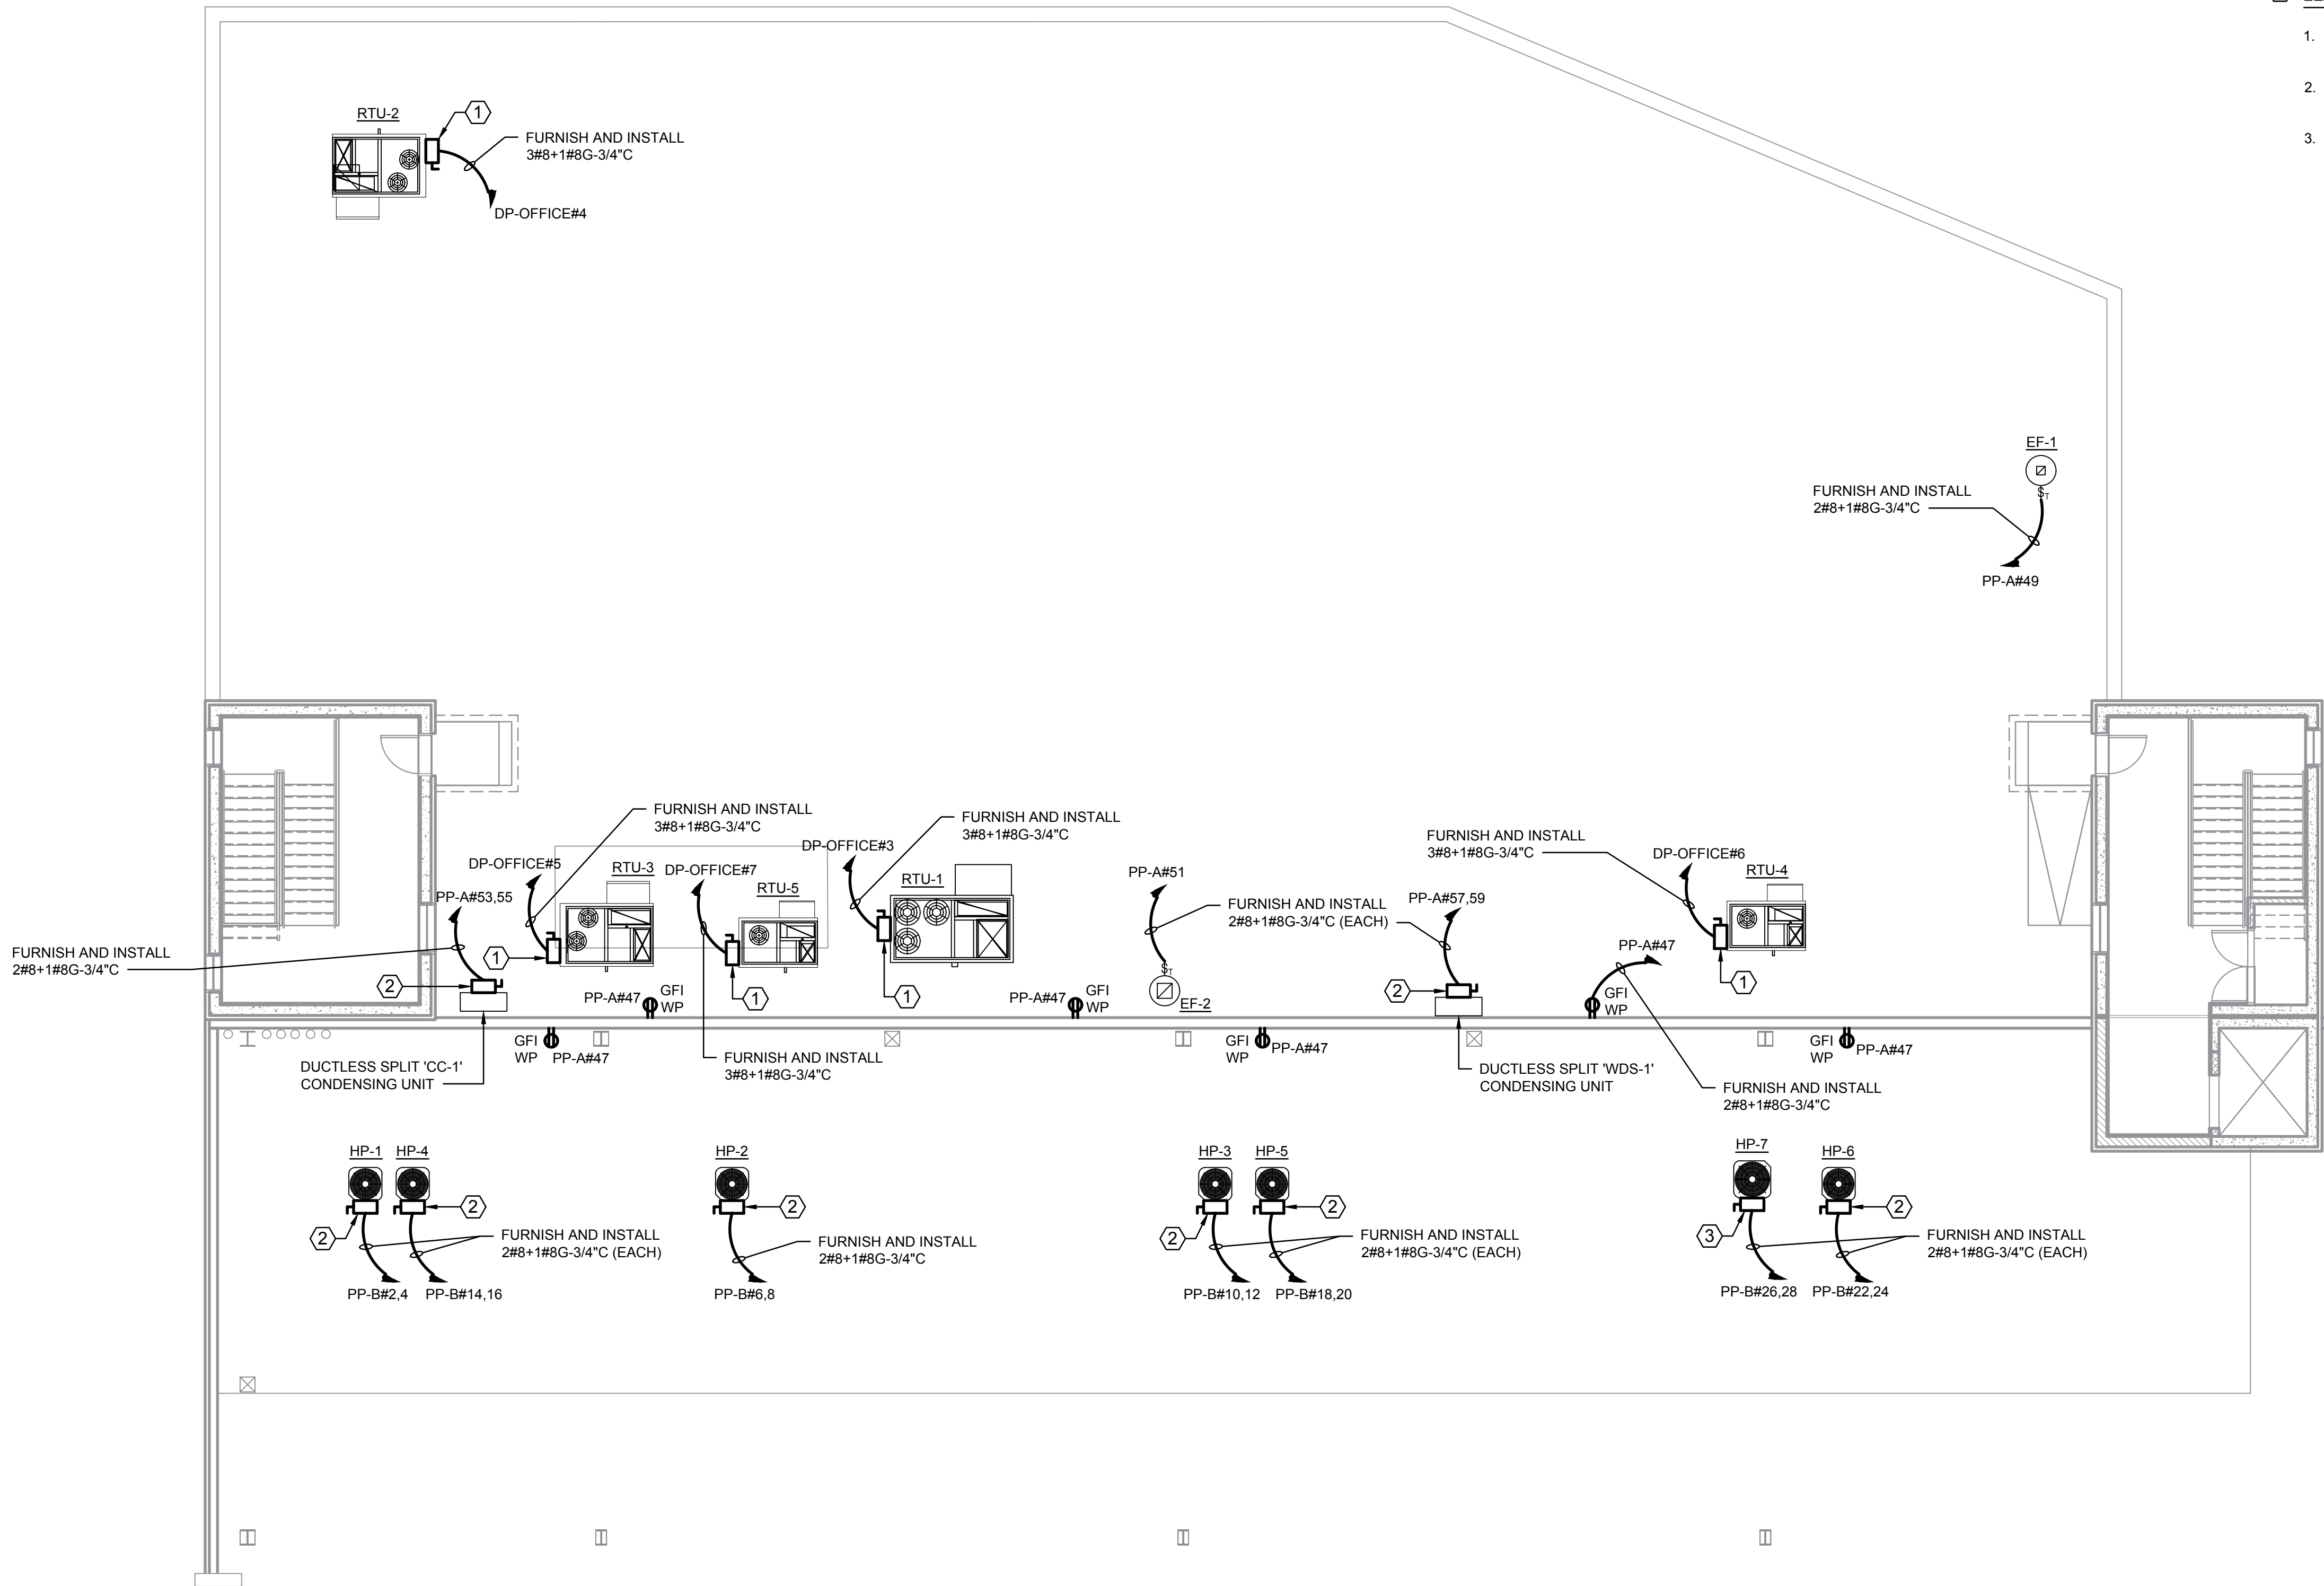 1.
2.
3.
RTU-2
1
FURNISH AND INSTALL
3#8+1#8G-3/4"C
DP-OFFICE#4
EF-1
$T
FURNISH AND INSTALL
2#8+1#8G-3/4"C
PP-A#49
FURNISH AND INSTALL
3#8+1#8G-3/4"C
FURNISH AND INSTALL
3#8+1#8G-3/4"C
FURNISH AND INSTALL
3#8+1#8G-3/4"C
DP-OFFICE#5
RTU-3
DP-OFFICE#7
RTU-5
DP-OFFICE#3
RTU-1
PP-A#51
DP-OFFICE#6
RTU-4
PP-A#53,55
FURNISH AND INSTALL
2#8+1#8G-3/4"C (EACH)
PP-A#57,59
FURNISH AND INSTALL
2#8+1#8G-3/4"C
1
2
1
1
$T
EF-2
2
PP-A#47
1
PP-A#47
GFI
WP
PP-A#47
GFI
WP
GFI
WP
GFI
WP
PP-A#47
GFI
WP
PP-A#47
GFI
WP
PP-A#47
DUCTLESS SPLIT 'CC-1'
CONDENSING UNIT
FURNISH AND INSTALL
3#8+1#8G-3/4"C
DUCTLESS SPLIT 'WDS-1'
CONDENSING UNIT
FURNISH AND INSTALL
2#8+1#8G-3/4"C
HP-1
HP-4
HP-2
HP-3
HP-5
HP-7
HP-6
2
2
2
2
2
3
2
FURNISH AND INSTALL
2#8+1#8G-3/4"C (EACH)
FURNISH AND INSTALL
2#8+1#8G-3/4"C
FURNISH AND INSTALL
2#8+1#8G-3/4"C (EACH)
FURNISH AND INSTALL
2#8+1#8G-3/4"C (EACH)
PP-B#2,4
PP-B#14,16
PP-B#6,8
PP-B#10,12
PP-B#18,20
PP-B#26,28
PP-B#22,24